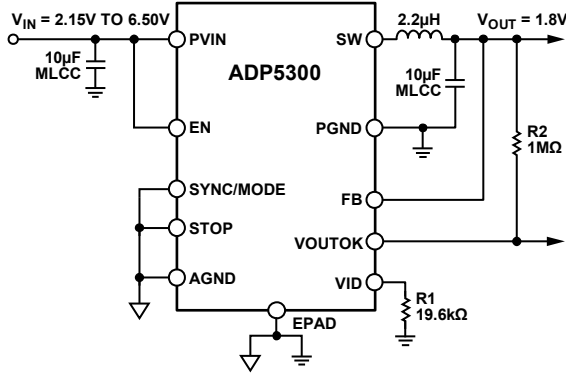 VIN = 2.15V TO 6.50V
10µF
MLCC
PVIN
EN
SYNC/MODE
STOP
AGND
ADP5300
SW
PGND
FB
VOUTOK
VID
EPAD
2.2µH
VOUT = 1.8V
10µF
MLCC
R2
1MΩ
R1
19.6kΩ